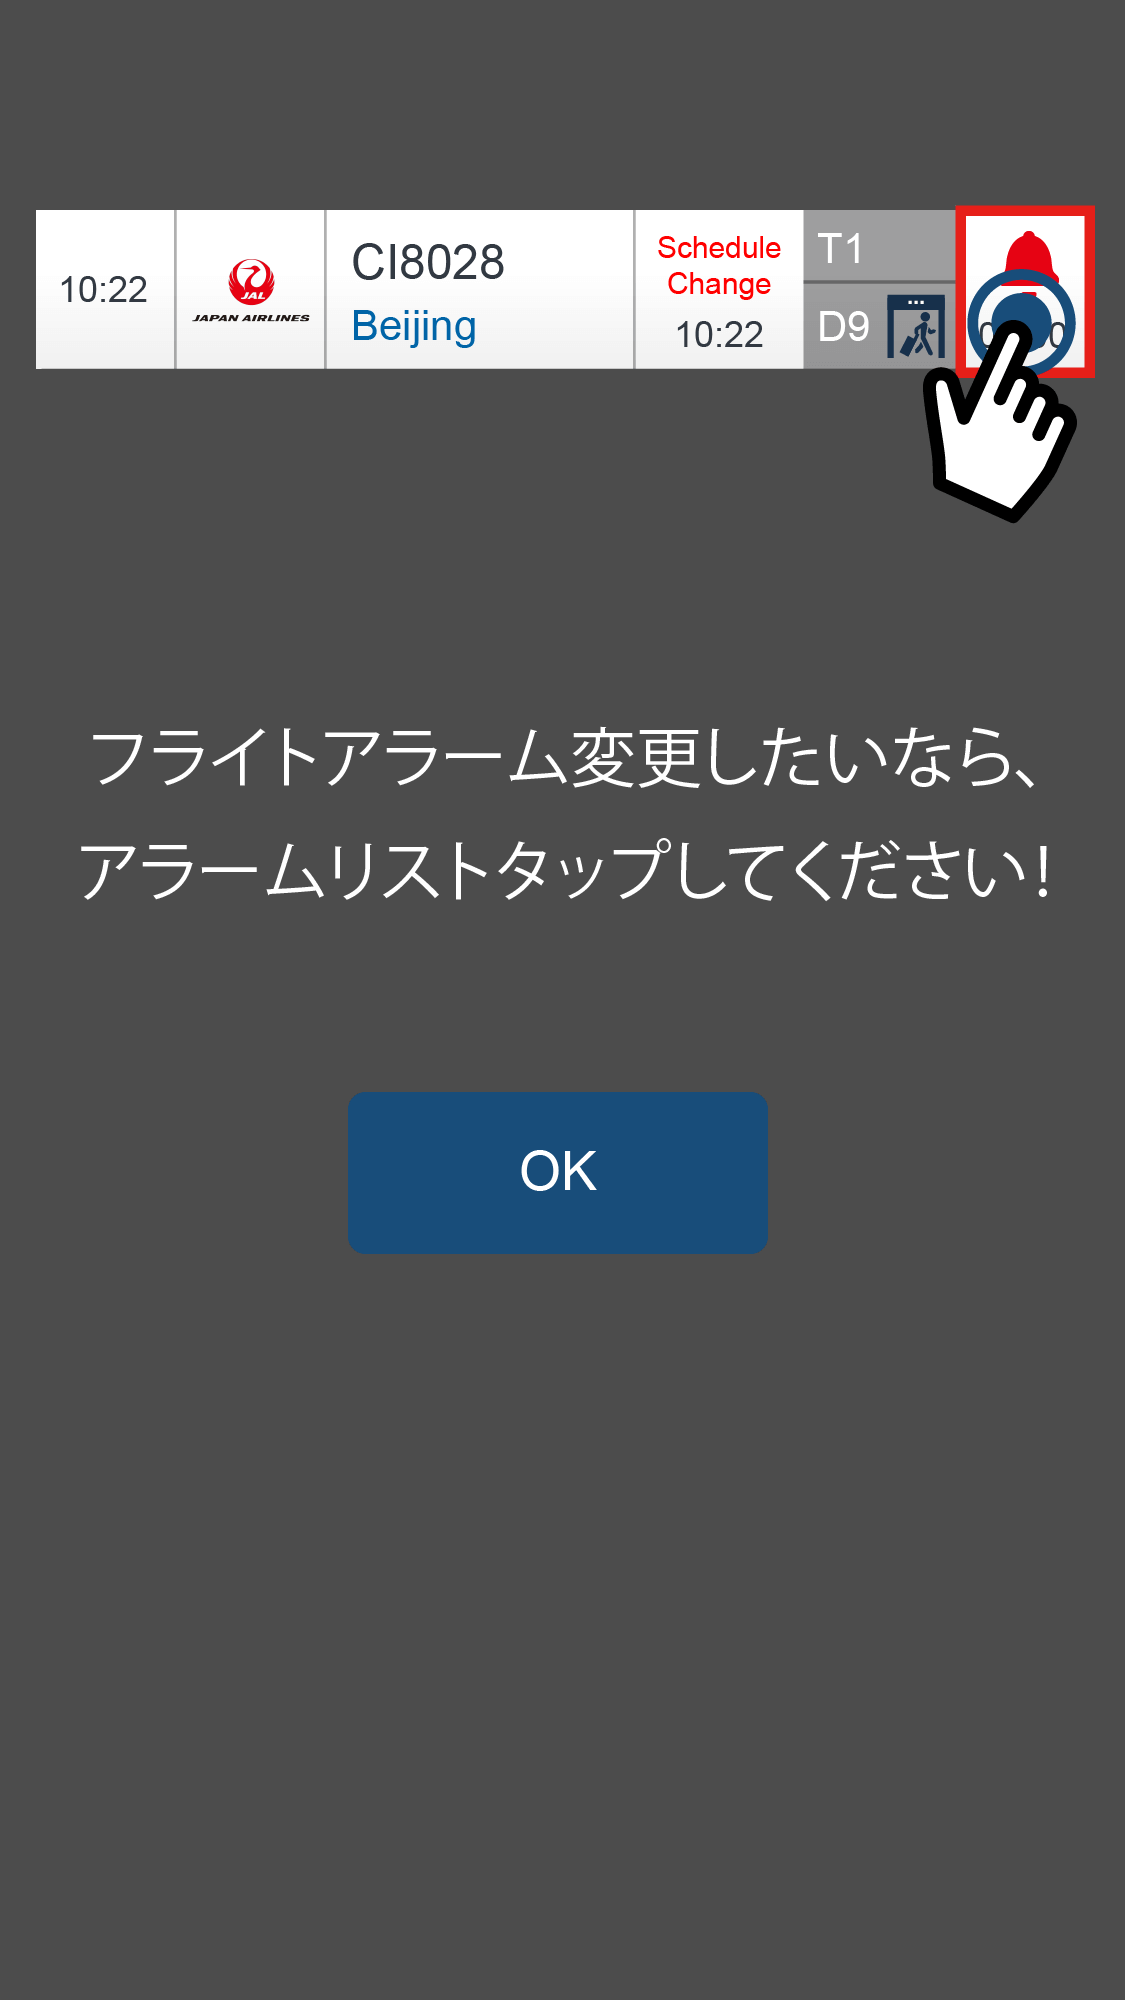 10:22
JAL
JAPAN AIRLINES
CI8028
Beijing
Schedule
Change
10:22
T1
D9
フライトアラーム変更したいなら、
アラームリストタップしてください!
OK